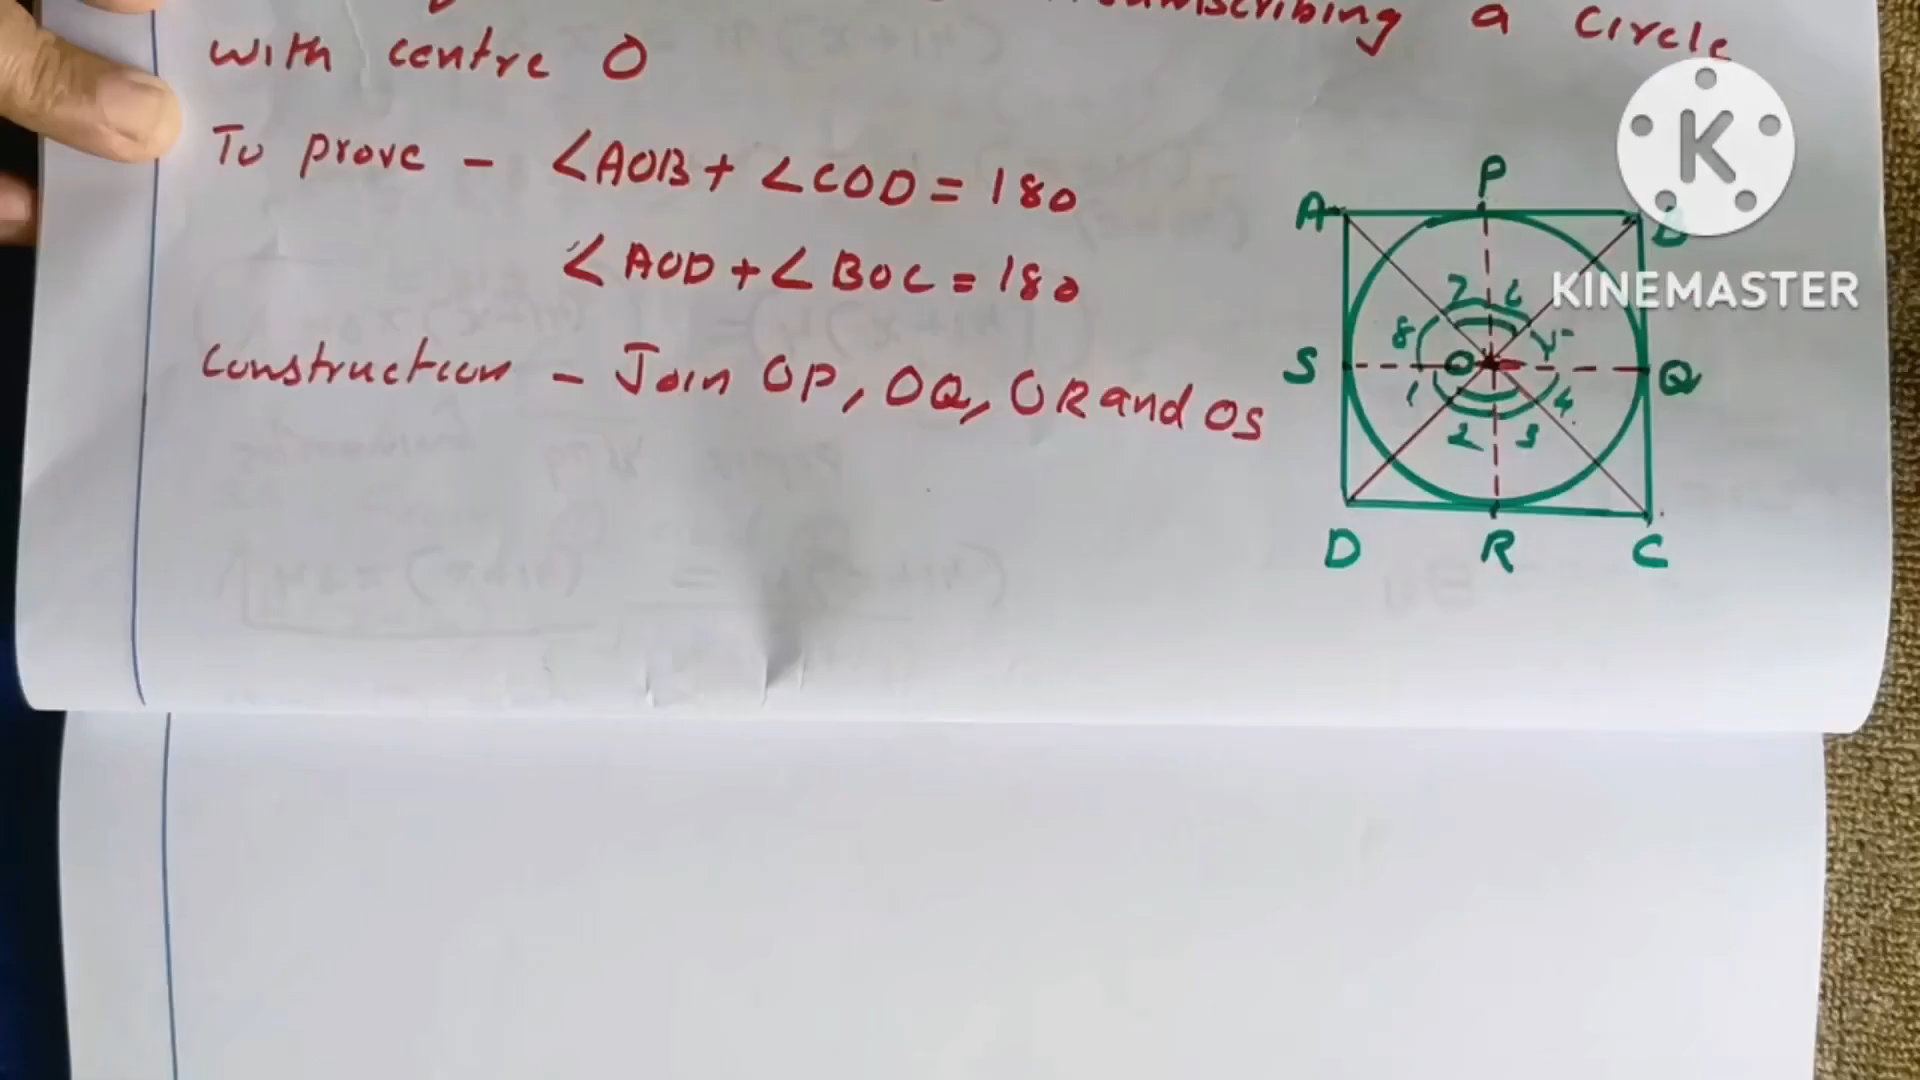 a Circle
with centre O
To prove - ∠AOB + ∠COD = 180
∠AOD + ∠BOC = 180
Construction - Join OP, OQ, OR and OS
K
KINEMASTER
P
A B
7 6
8 5
S O Q
1 4
2 3
D R C